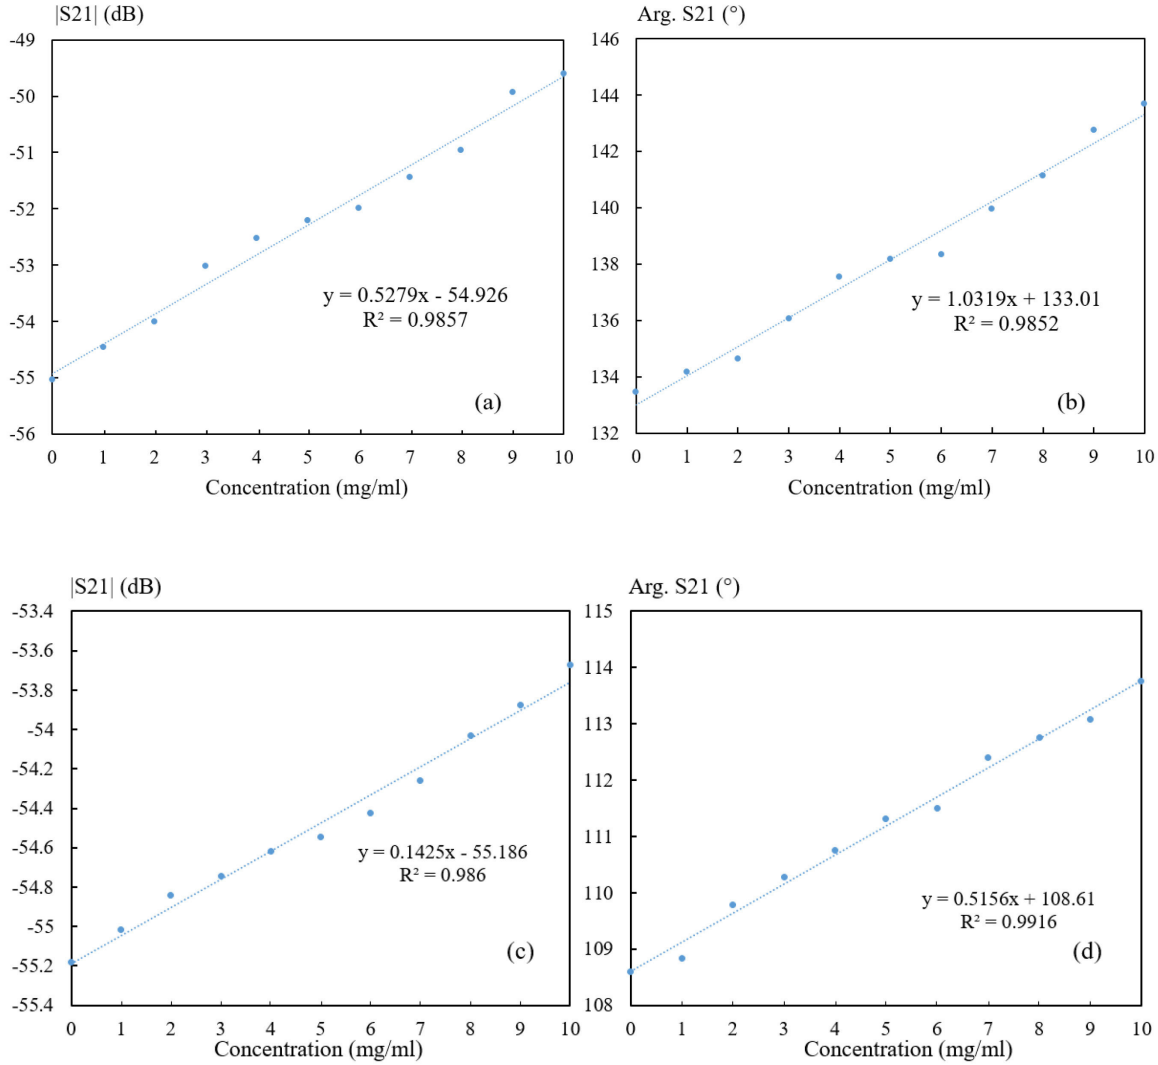 |S21| (dB)
-49
-50
-51
-52
-53
-54
-55
-56
y = 0.5279x - 54.926
R² = 0.9857
(a)
0 1 2 3 4 5 6 7 8 9 10
Concentration (mg/ml)
Arg. S21 (°)
146
144
142
140
138
136
134
132
y = 1.0319x + 133.01
R² = 0.9852
(b)
0 1 2 3 4 5 6 7 8 9 10
Concentration (mg/ml)
|S21| (dB)
-53.4
-53.6
-53.8
-54
-54.2
-54.4
-54.6
-54.8
-55
-55.2
-55.4
y = 0.1425x - 55.186
R² = 0.986
(c)
0 1 2 3 4 5 6 7 8 9 10
Concentration (mg/ml)
Arg. S21 (°)
115
114
113
112
111
110
109
108
y = 0.5156x + 108.61
R² = 0.9916
(d)
0 1 2 3 4 5 6 7 8 9 10
Concentration (mg/ml)